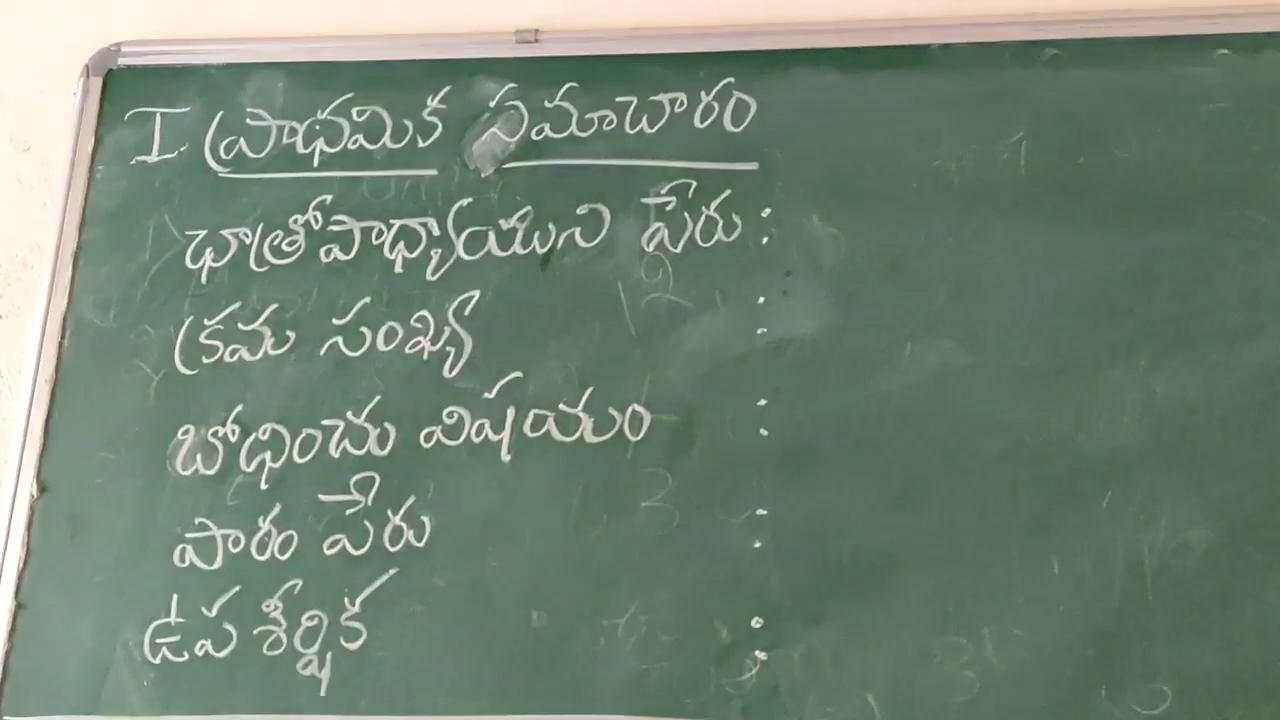 I. ప్రాథమిక సమాచారం
ఛాత్రోపాధ్యాయుని పేరు :
క్రమ సంఖ్య :
బోధించు విషయం :
పాఠం పేరు :
ఉప శీర్షిక :